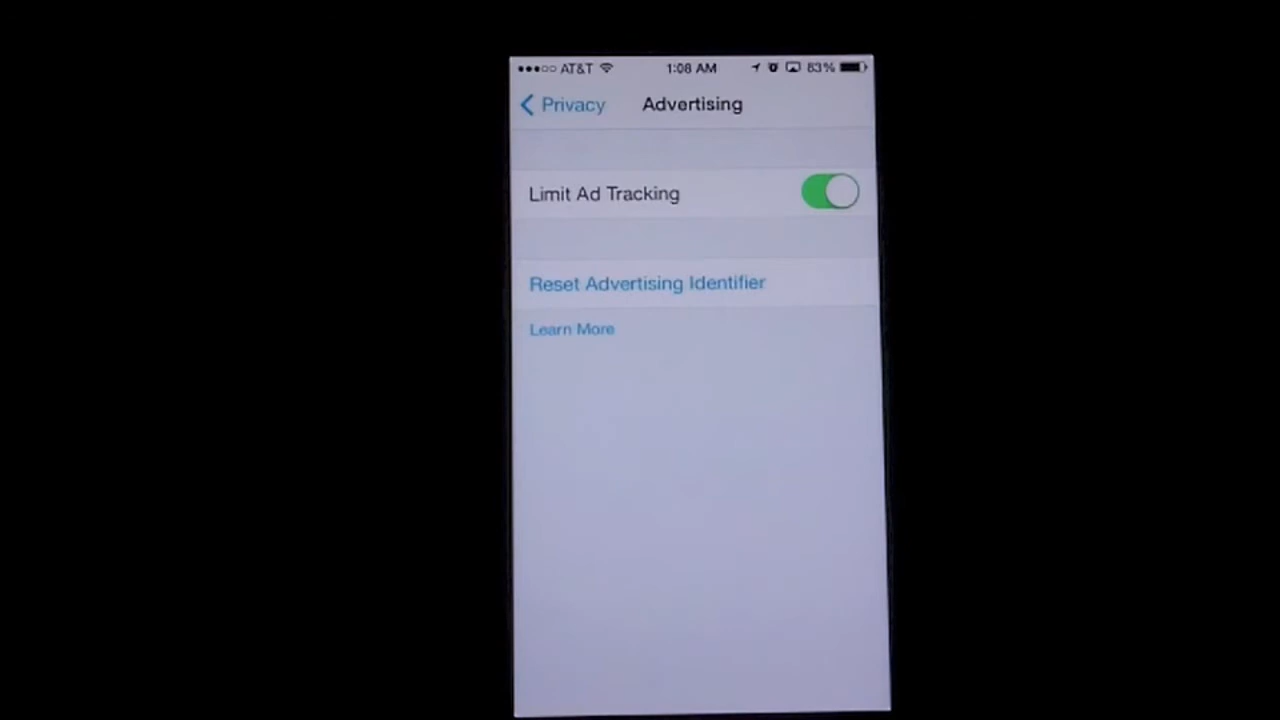 AT&T 1:08 AM 83%
Privacy Advertising
Limit Ad Tracking
Reset Advertising Identifier
Learn More